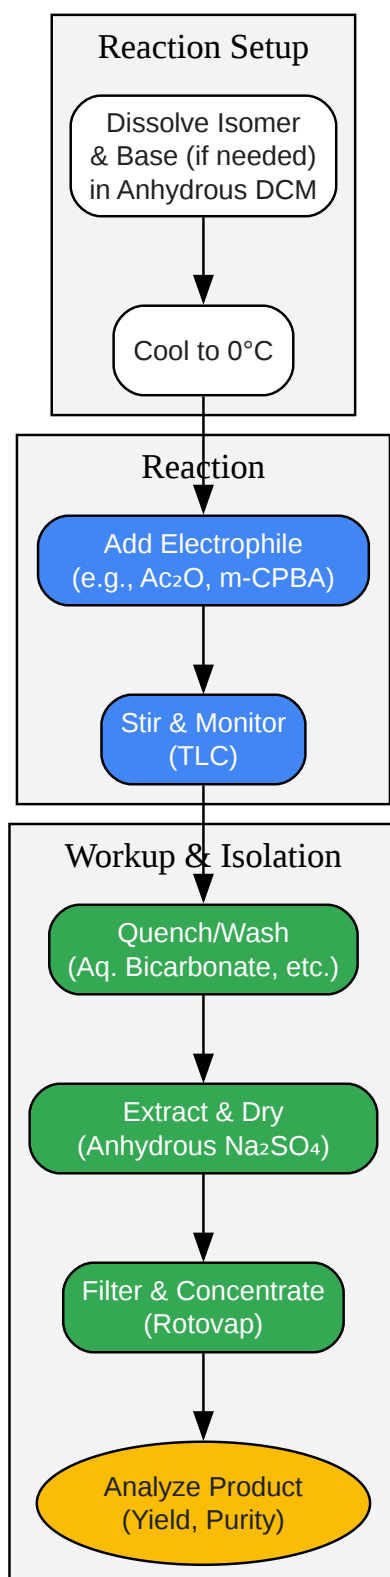 Reaction Setup
Dissolve Isomer
& Base (if needed)
in Anhydrous DCM
Cool to 0°C
Reaction
Add Electrophile
(e.g., Ac₂O, m-CPBA)
Stir & Monitor
(TLC)
Workup & Isolation
Quench/Wash
(Aq. Bicarbonate, etc.)
Extract & Dry
(Anhydrous Na₂SO₄)
Filter & Concentrate
(Rotovap)
Analyze Product
(Yield, Purity)